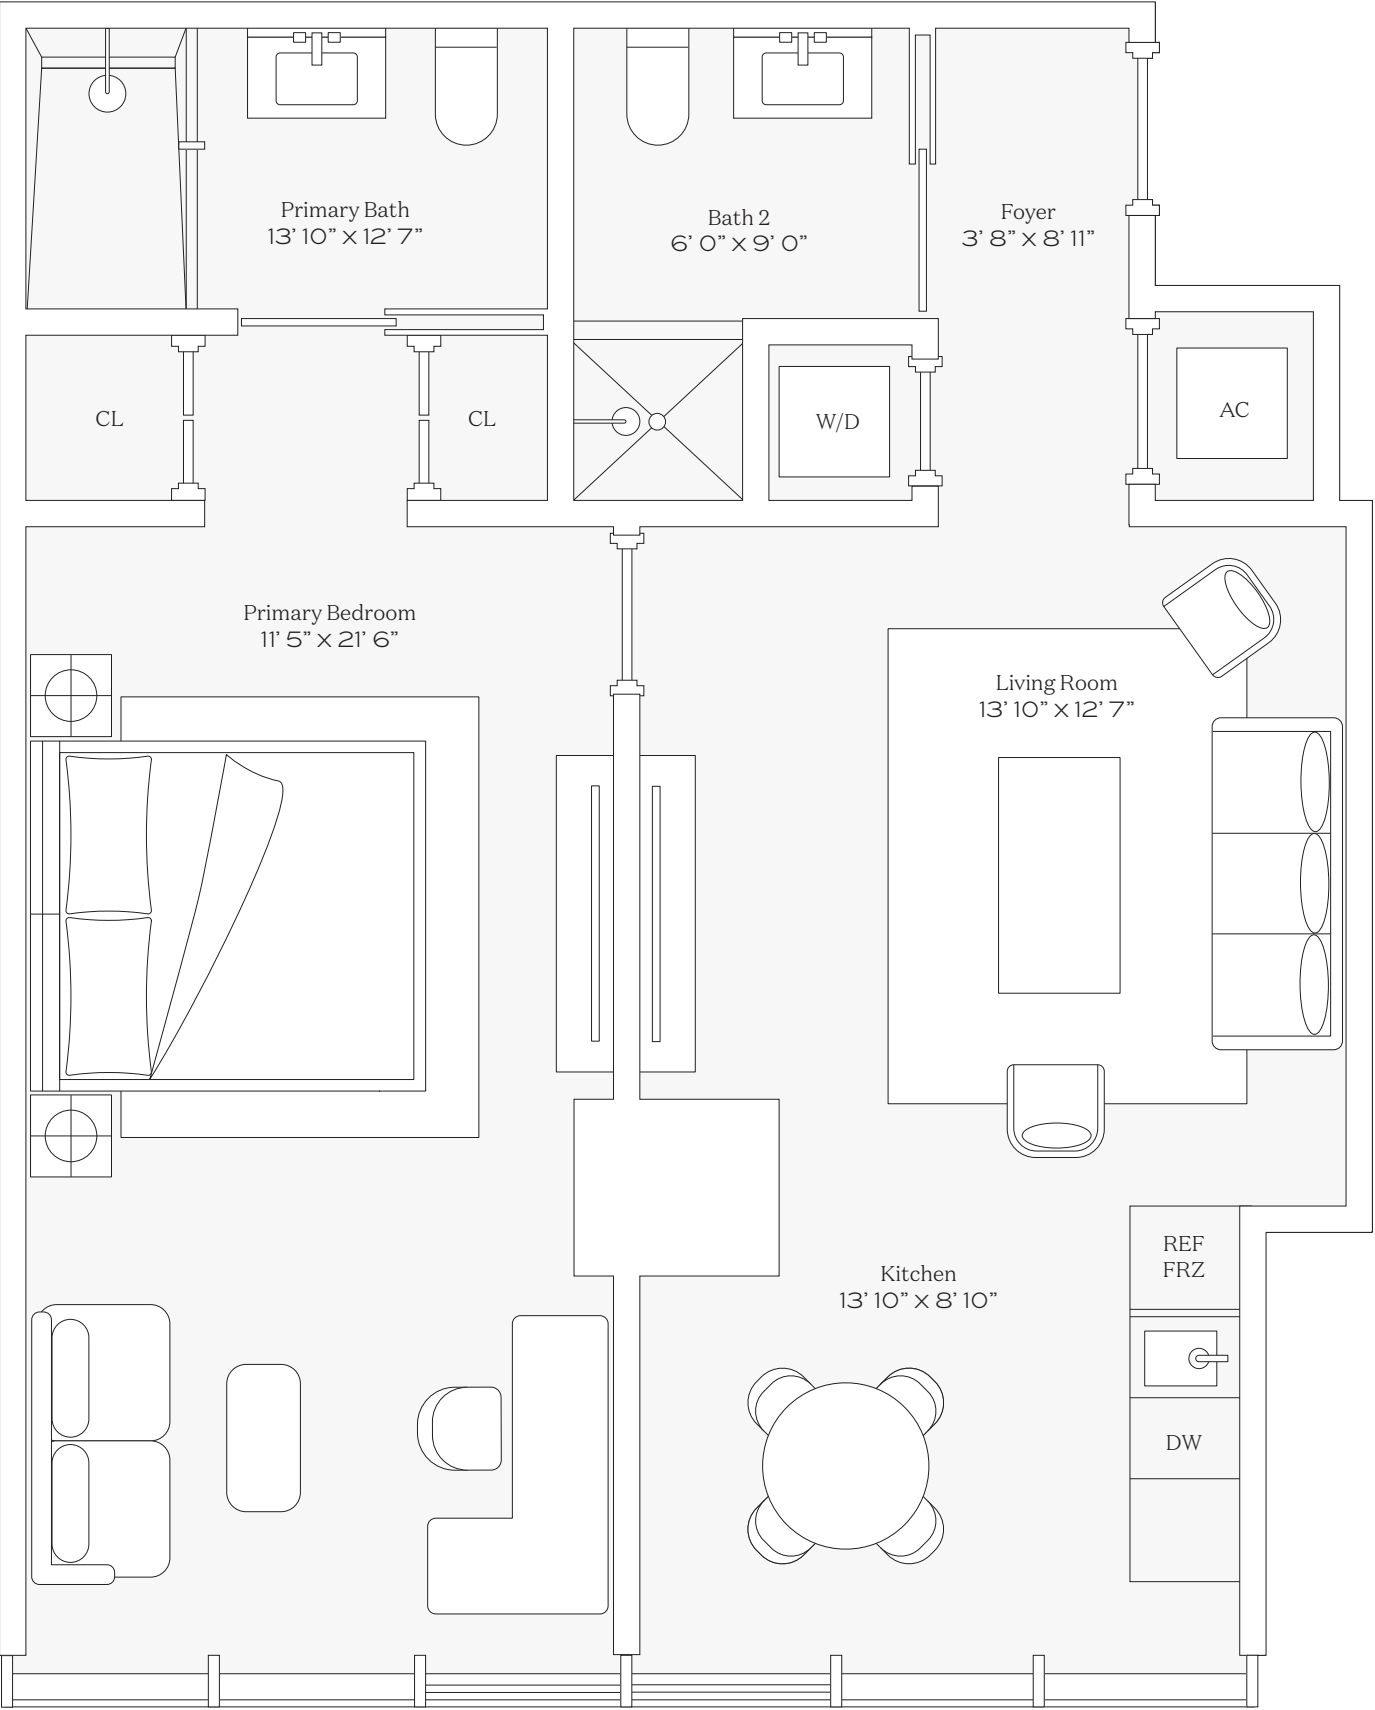 Primary Bath
13’ 10” X 12’ 7”
Bath 2
6’ 0” X 9’ 0”
Foyer
3’ 8” X 8’ 11”
CL
CL
W/D
AC
Primary Bedroom
11’ 5” X 21’ 6”
Living Room
13’ 10” X 12’ 7”
REF
FRZ
Kitchen
13’ 10” X 8’ 10”
DW